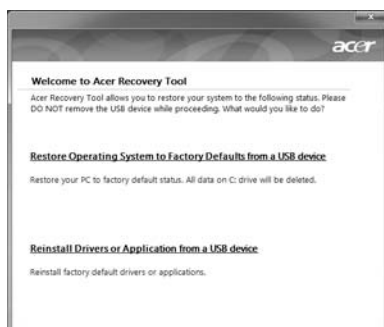 acer
Welcome to Acer Recovery Tool
Acer Recovery Tool allows you to restore your system to the following status. Please
DO NOT remove the USB device while proceeding. What would you like to do?
Restore Operating System to Factory Defaults from a USB device
Restore your PC to factory default status. All data on C: drive will be deleted.
Reinstall Drivers or Application from a USB device
Reinstall factory default drivers or applications.